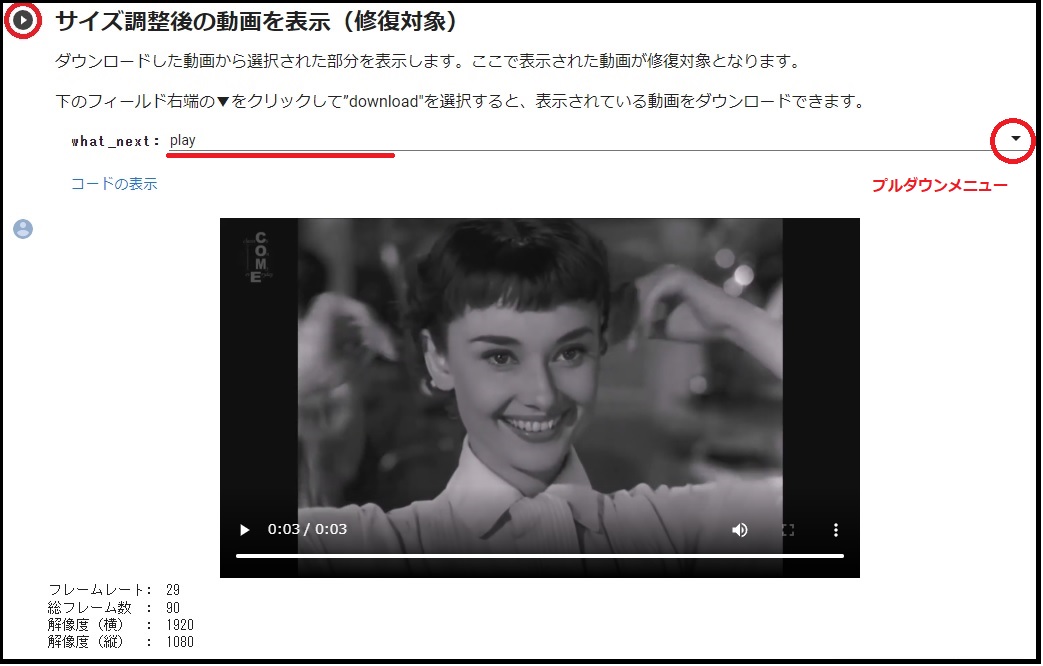 サイズ調整後の動画を表示（修復対象）
ダウンロードした動画から選択された部分を表示します。ここで表示された動画が修復対象となります。
下のフィールド右端の▼をクリックして”download"を選択すると、表示されている動画をダウンロードできます。
what_next: play
コードの表示
プルダウンメニュー
COME
0:03 / 0:03
フレームレート： 29
総フレーム数 ： 90
解像度（横） ： 1920
解像度（縦） ： 1080